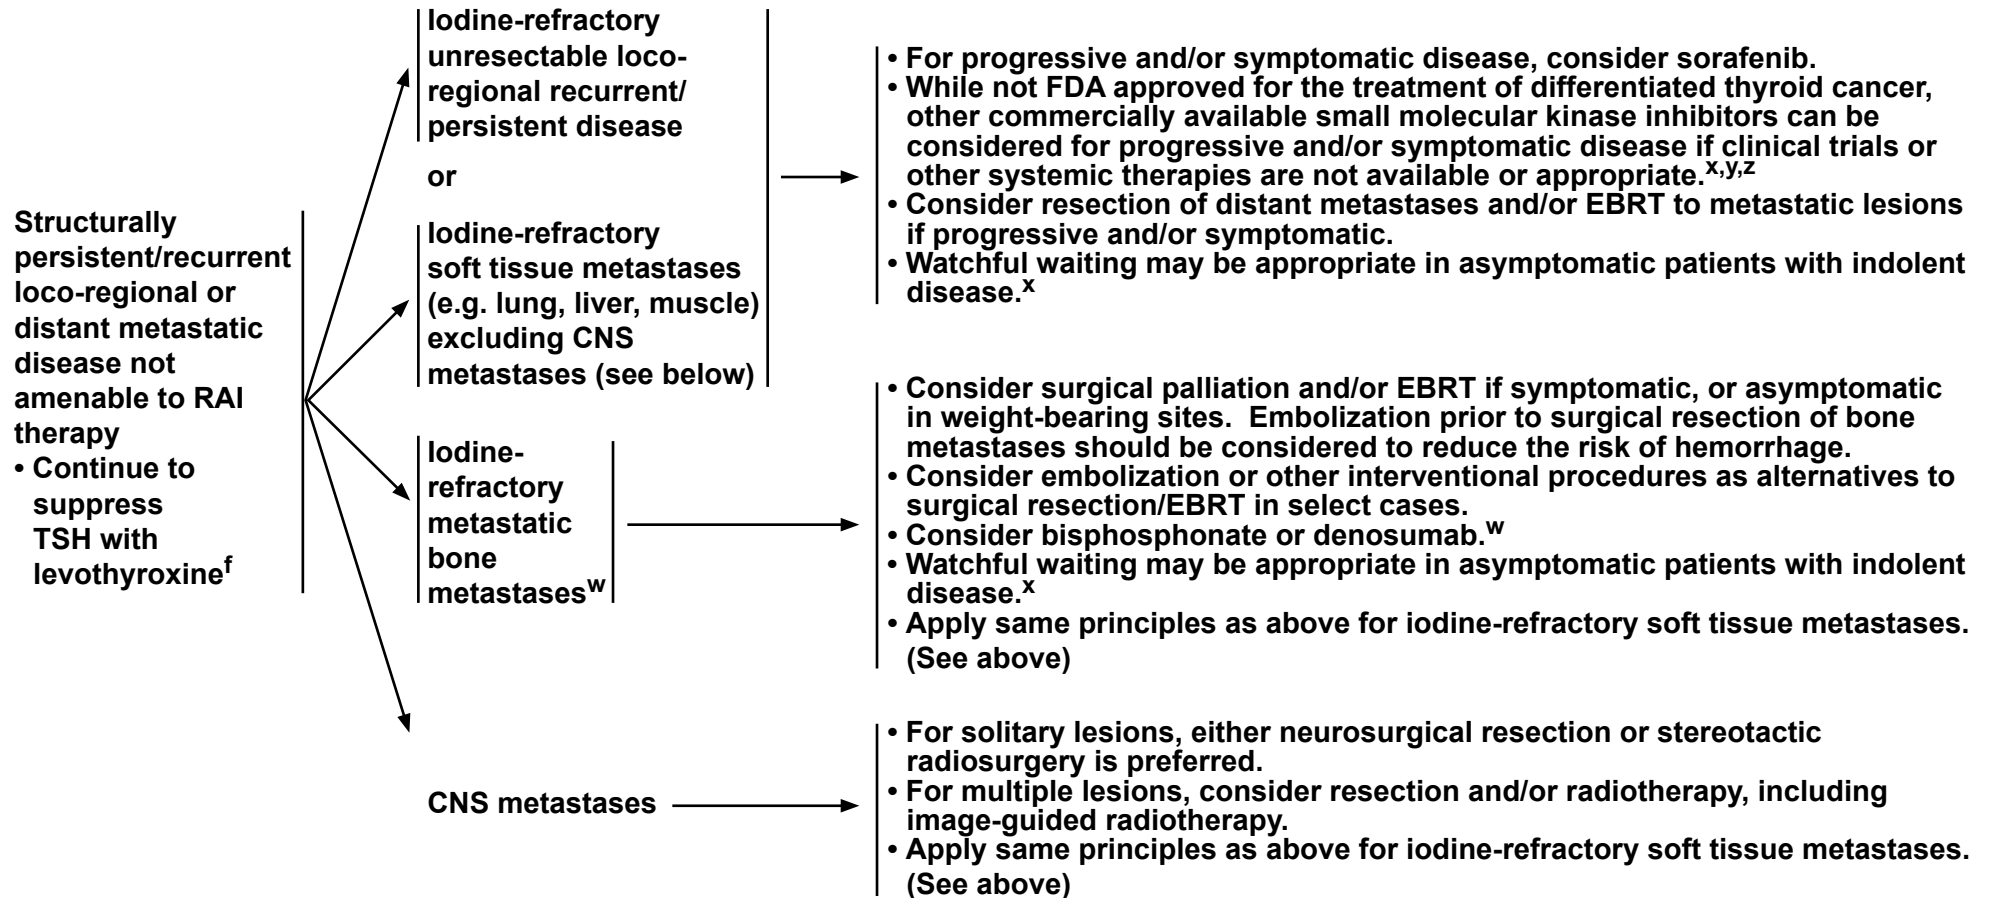 Structurally
persistent/recurrent
loco-regional or
distant metastatic
disease not
amenable to RAI
therapy
• Continue to
suppress
TSH with
levothyroxine^f
Iodine-refractory
unresectable loco-
regional recurrent/
persistent disease
or
Iodine-refractory
soft tissue metastases
(e.g. lung, liver, muscle)
excluding CNS
metastases (see below)
• For progressive and/or symptomatic disease, consider sorafenib.
• While not FDA approved for the treatment of differentiated thyroid cancer,
other commercially available small molecular kinase inhibitors can be
considered for progressive and/or symptomatic disease if clinical trials or
other systemic therapies are not available or appropriate.^x,y,z
• Consider resection of distant metastases and/or EBRT to metastatic lesions
if progressive and/or symptomatic.
• Watchful waiting may be appropriate in asymptomatic patients with indolent
disease.^x
Iodine-
refractory
metastatic
bone
metastases^w
• Consider surgical palliation and/or EBRT if symptomatic, or asymptomatic
in weight-bearing sites. Embolization prior to surgical resection of bone
metastases should be considered to reduce the risk of hemorrhage.
• Consider embolization or other interventional procedures as alternatives to
surgical resection/EBRT in select cases.
• Consider bisphosphonate or denosumab.^w
• Watchful waiting may be appropriate in asymptomatic patients with indolent
disease.^x
• Apply same principles as above for iodine-refractory soft tissue metastases.
(See above)
CNS metastases
• For solitary lesions, either neurosurgical resection or stereotactic
radiosurgery is preferred.
• For multiple lesions, consider resection and/or radiotherapy, including
image-guided radiotherapy.
• Apply same principles as above for iodine-refractory soft tissue metastases.
(See above)